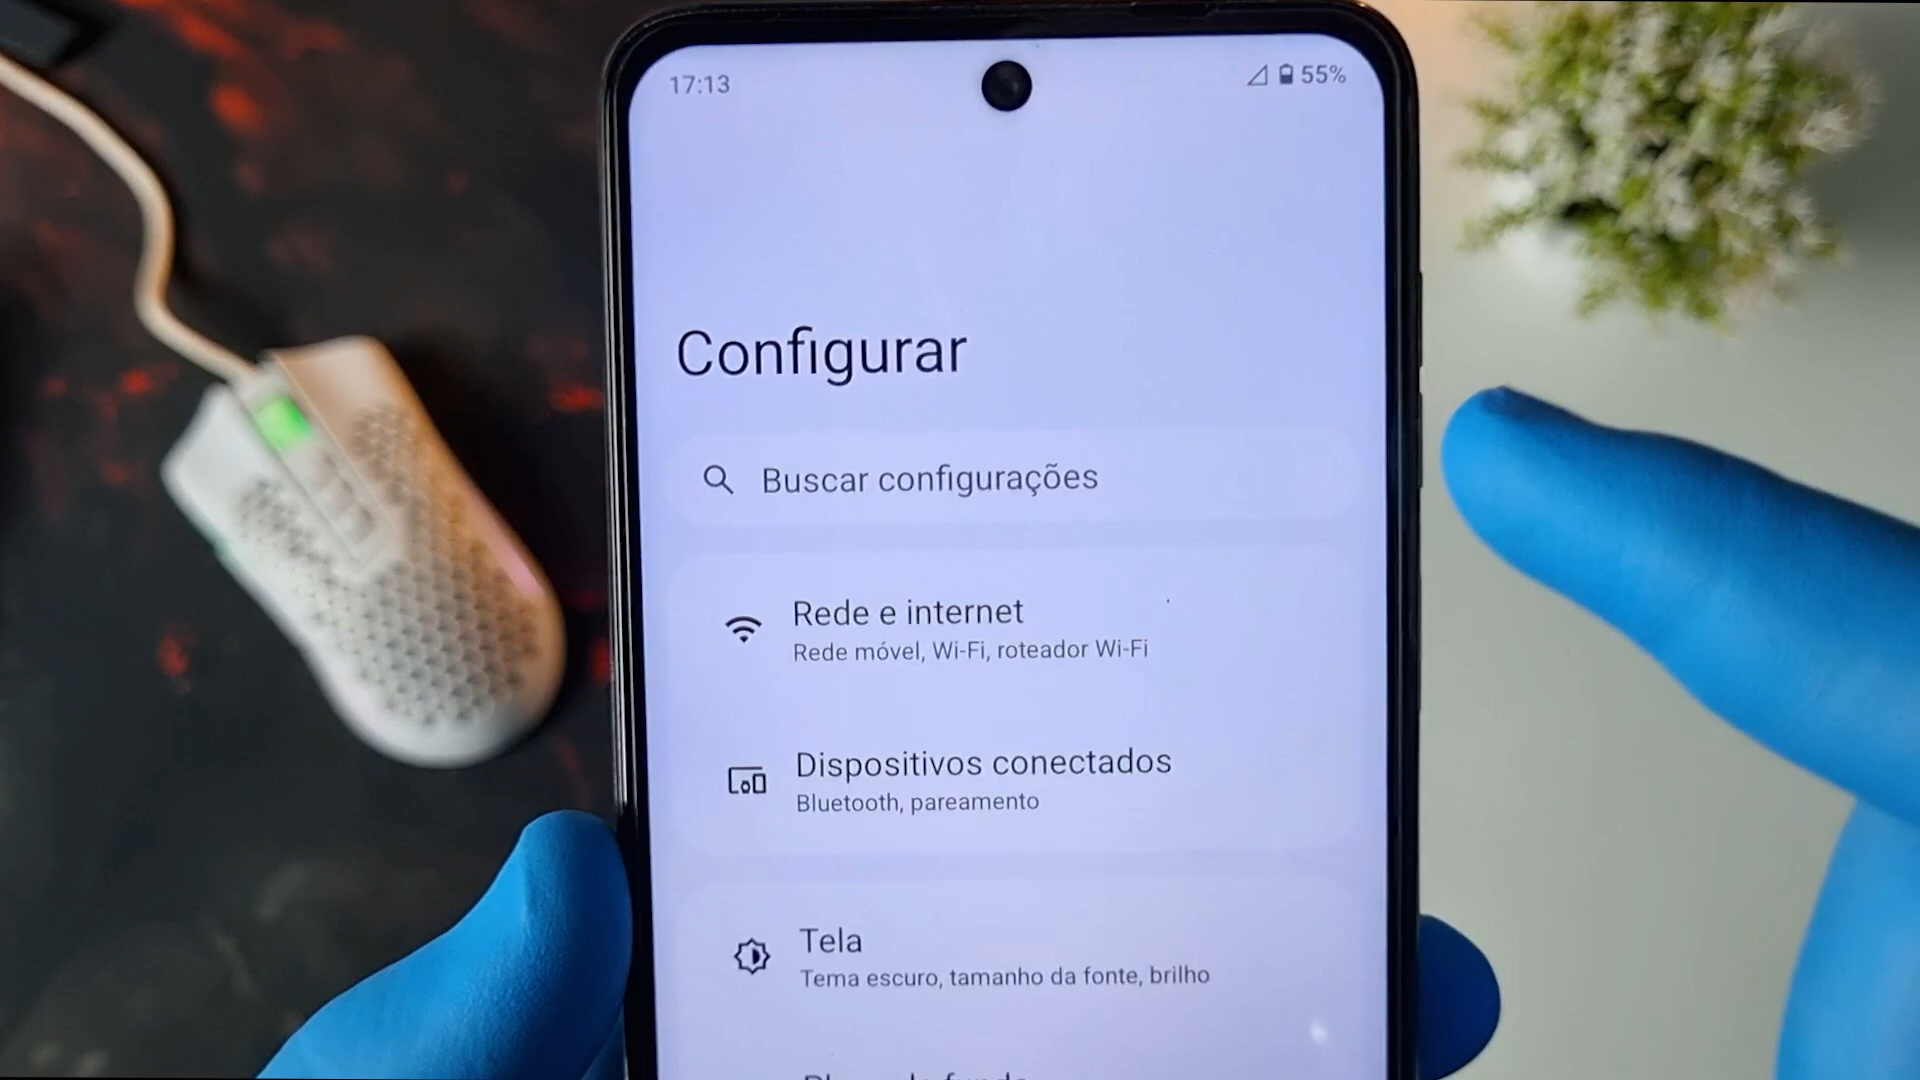 17:13
55%
Configurar
Buscar configurações
Rede e internet
Rede móvel, Wi-Fi, roteador Wi-Fi
Dispositivos conectados
Bluetooth, pareamento
Tela
Tema escuro, tamanho da fonte, brilho